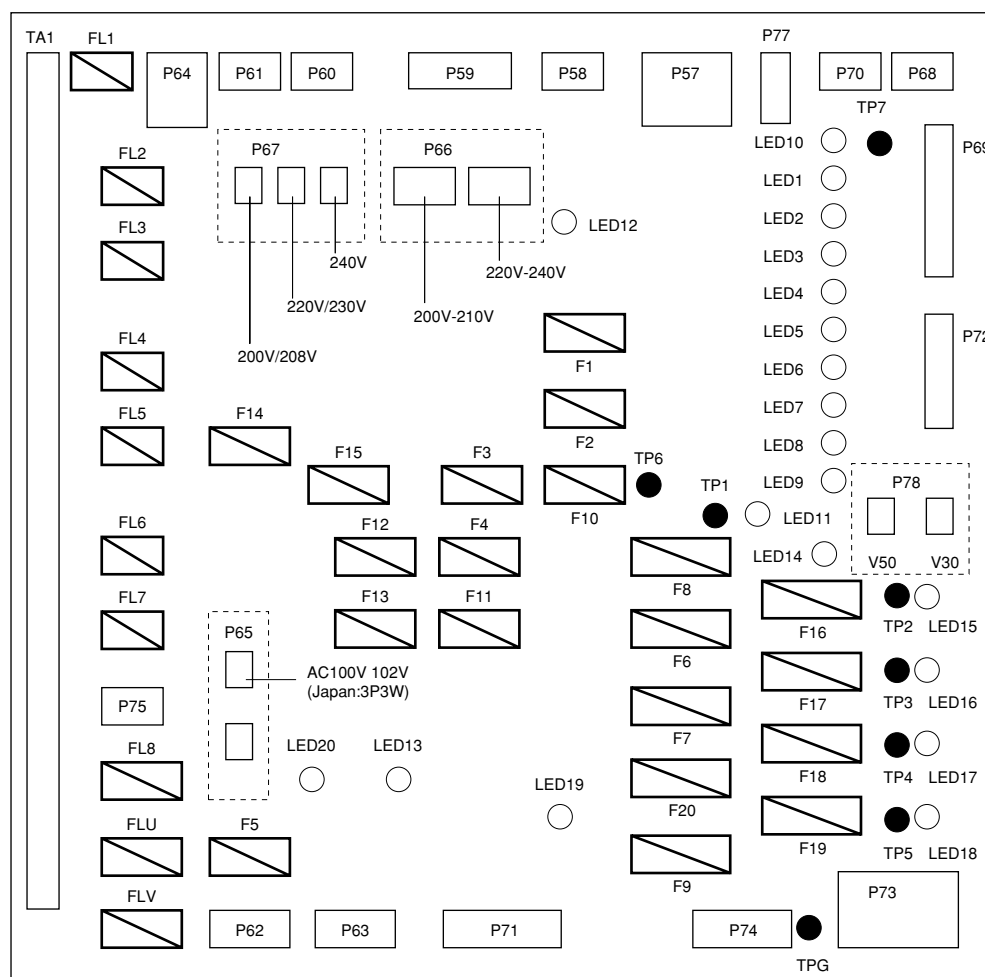 TA1
FL1
P64
P61
P60
P59
P58
P57
P77
P70
P68
TP7
LED10
P69
FL2
P67
P66
LED1
LED2
LED12
FL3
LED3
240V
220V-240V
LED4
220V/230V
200V-210V
LED5
P72
FL4
200V/208V
F1
LED6
LED7
FL5
F14
F2
LED8
F15
F3
TP6
LED9
P78
TP1
F10
LED11
FL6
F12
F4
LED14
V50
V30
F8
FL7
F13
F11
F16
TP2
LED15
P65
F6
AC100V 102V
(Japan:3P3W)
P75
F17
TP3
LED16
F7
FL8
LED20
LED13
F18
TP4
LED17
LED19
F20
FLU
F5
F19
TP5
LED18
F9
FLV
P73
P62
P63
P71
P74
TPG